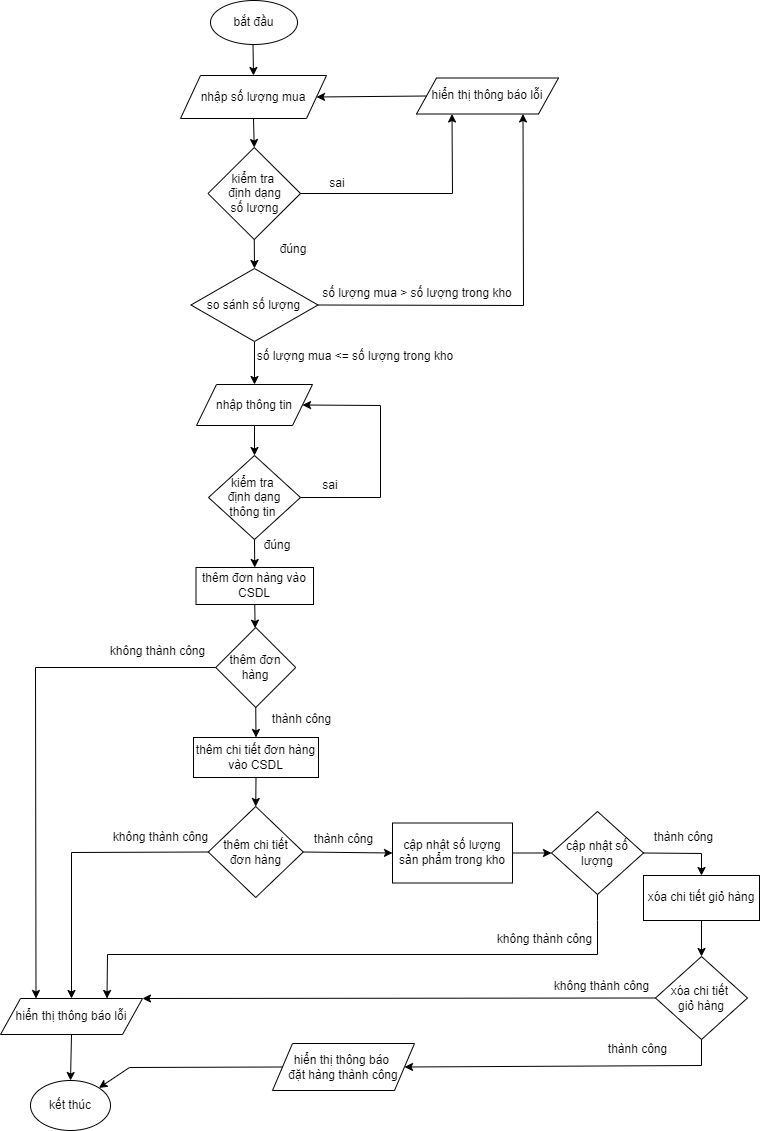 bắt đầu
nhập số lượng mua
hiển thị thông báo lỗi
kiểm tra
định dạng
số lượng
sai
đúng
so sánh số lượng
số lượng mua > số lượng trong kho
số lượng mua <= số lượng trong kho
nhập thông tin
kiểm tra
định dạng
thông tin
sai
đúng
thêm đơn hàng vào
CSDL
không thành công
thêm đơn
hàng
thành công
thêm chi tiết đơn hàng
vào CSDL
không thành công
thêm chi tiết
đơn hàng
thành công
cập nhật số lượng
sản phẩm trong kho
cập nhật số
lượng
thành công
xóa chi tiết giỏ hàng
không thành công
không thành công
xóa chi tiết
giỏ hàng
hiển thị thông báo lỗi
thành công
hiển thị thông báo
đặt hàng thành công
kết thúc